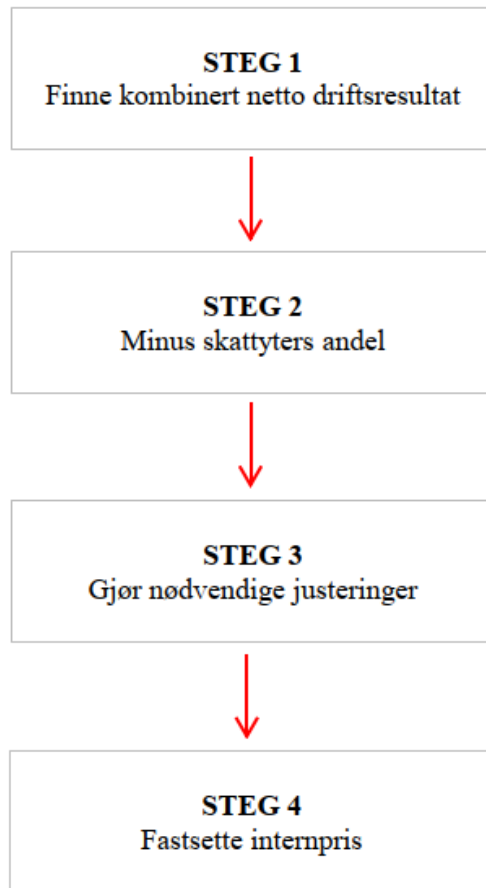 STEG 1
Finne kombinert netto driftsresultat
STEG 2
Minus skattyters andel
STEG 3
Gjør nødvendige justeringer
STEG 4
Fastsette internpris